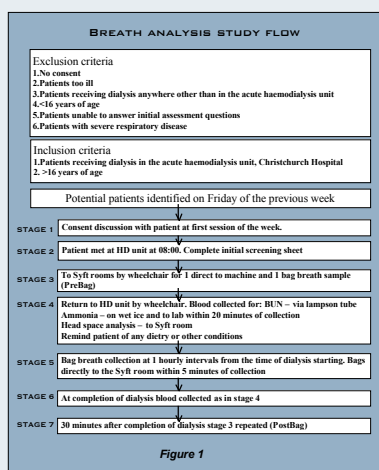 BREATH ANALYSIS STUDY FLOW
Exclusion criteria
1.No consent
2.Patients too ill
3.Patients receiving dialysis anywhere other than in the acute haemodialysis unit
4.<16 years of age
5.Patients unable to answer initial assessment questions
6.Patients with severe respiratory disease
Inclusion criteria
1.Patients receiving dialysis in the acute haemodialysis unit, Christchurch Hospital
2. >16 years of age
Potential patients identified on Friday of the previous week
STAGE 1 Consent discussion with patient at first session of the week.
STAGE 2 Patient met at HD unit at 08:00. Complete initial screening sheet
STAGE 3 To Syft rooms by wheelchair for 1 direct to machine and 1 bag breath sample
(PreBag)
STAGE 4 Return to HD unit by wheelchair. Blood collected for: BUN – via lampson tube
Ammonia – on wet ice and to lab within 20 minutes of collection
Head space analysis – to Syft room
Remind patient of any dietry or other conditions
STAGE 5 Bag breath collection at 1 hourly intervals from the time of dialysis starting. Bags
directly to the Syft room within 5 minutes of collection
STAGE 6 At completion of dialysis blood collected as in stage 4
STAGE 7 30 minutes after completion of dialysis stage 3 repeated (PostBag)
Figure 1